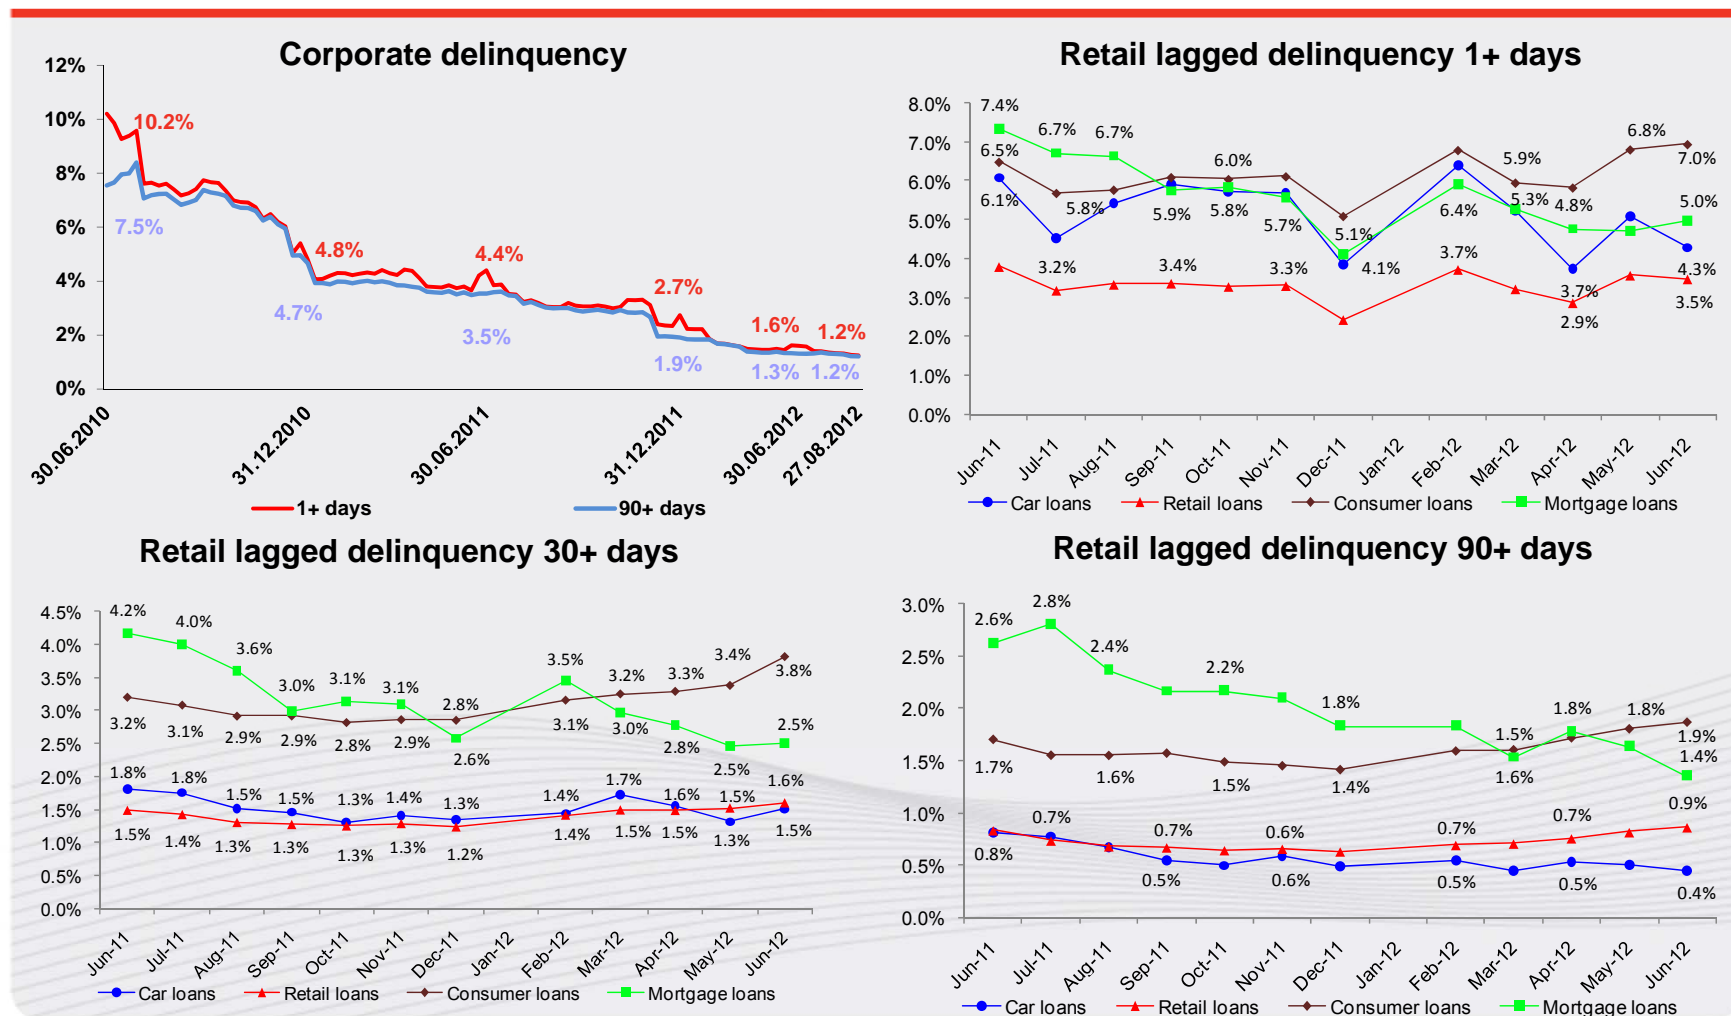 Corporate delinquency
12%
10%
8%
6%
4%
2%
0%
10.2%
7.5%
4.8%
4.7%
4.4%
3.5%
2.7%
1.9%
1.6%
1.3%
1.2%
1.2%
30.06.2010
31.12.2010
30.06.2011
31.12.2011
30.06.2012
27.08.2012
1+ days
90+ days
Retail lagged delinquency 1+ days
8.0%
7.0%
6.0%
5.0%
4.0%
3.0%
2.0%
1.0%
0.0%
7.4%
6.7%
6.7%
6.0%
5.9%
6.8%
6.5%
7.0%
6.1%
5.8%
5.9%
5.8%
5.7%
5.1%
6.4%
5.3%
4.8%
5.0%
3.2%
3.4%
3.3%
4.1%
3.7%
4.3%
3.7%
3.5%
2.9%
Jun-11
Jul-11
Aug-11
Sep-11
Oct-11
Nov-11
Dec-11
Jan-12
Feb-12
Mar-12
Apr-12
May-12
Jun-12
Car loans
Retail loans
Consumer loans
Mortgage loans
Retail lagged delinquency 30+ days
4.5%
4.0%
3.5%
3.0%
2.5%
2.0%
1.5%
1.0%
0.5%
0.0%
4.2%
4.0%
3.6%
3.0%
3.1%
3.1%
2.8%
3.5%
3.2%
3.3%
3.4%
3.8%
3.2%
3.1%
2.9%
2.9%
2.8%
2.9%
2.6%
3.1%
3.0%
2.8%
2.5%
2.5%
1.8%
1.8%
1.5%
1.5%
1.3%
1.4%
1.3%
1.4%
1.7%
1.6%
1.5%
1.6%
1.5%
1.4%
1.3%
1.3%
1.3%
1.3%
1.2%
1.4%
1.5%
1.5%
1.3%
1.5%
Jun-11
Jul-11
Aug-11
Sep-11
Oct-11
Nov-11
Dec-11
Jan-12
Feb-12
Mar-12
Apr-12
May-12
Jun-12
Car loans
Retail loans
Consumer loans
Mortgage loans
Retail lagged delinquency 90+ days
3.0%
2.5%
2.0%
1.5%
1.0%
0.5%
0.0%
2.6%
2.8%
2.4%
2.2%
1.8%
1.5%
1.8%
1.8%
1.9%
1.4%
1.7%
1.6%
1.5%
1.4%
1.6%
0.7%
0.7%
0.6%
0.7%
0.7%
0.9%
0.8%
0.5%
0.6%
0.5%
0.5%
0.4%
Jun-11
Jul-11
Aug-11
Sep-11
Oct-11
Nov-11
Dec-11
Jan-12
Feb-12
Mar-12
Apr-12
May-12
Jun-12
Car loans
Retail loans
Consumer loans
Mortgage loans